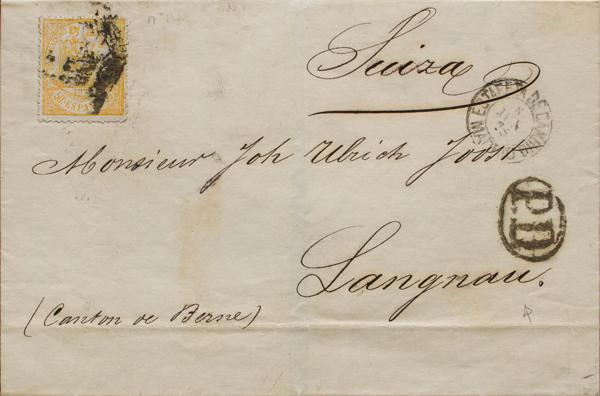 Suiza
Monsieur Joh Ulrich Joost
Langnau.
(Canton de Berne)
P.D.